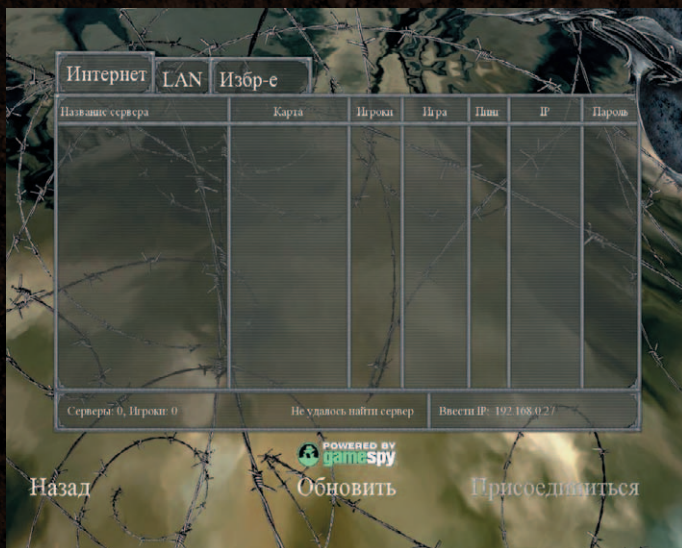 Интернет LAN Избр-е
Название сервера Карта Игроки Игра Пинг IP Пароль
Серверы: 0, Игроки: 0 Не удалось найти сервер Ввести IP: 192.168.0.27
POWERED BY
gamespy
Назад Обновить Присоединиться